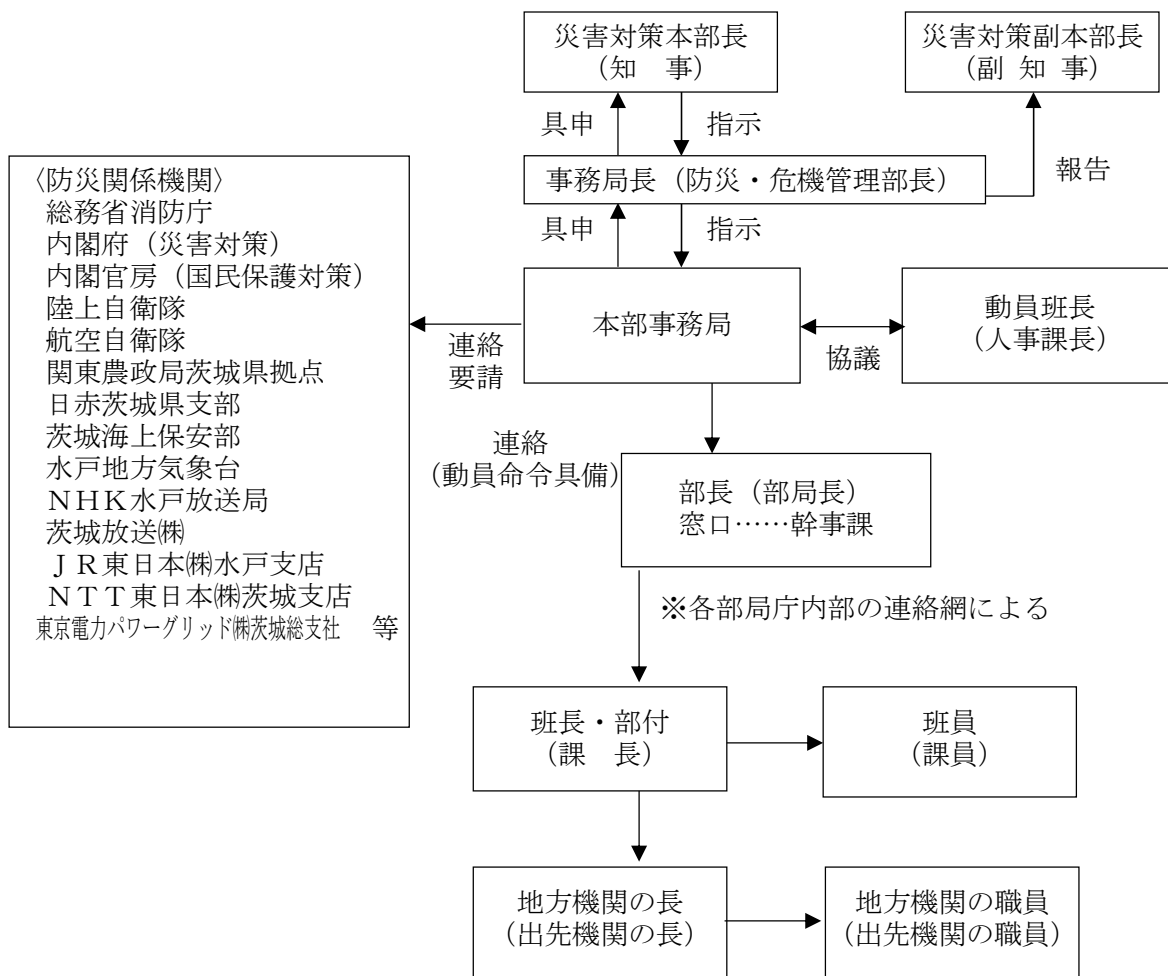 災害対策本部長
（知　事）
災害対策副本部長
（副 知 事）
具申
指示
事務局長（防災・危機管理部長）
報告
具申
指示
〈防災関係機関〉
総務省消防庁
内閣府（災害対策）
内閣官房（国民保護対策）
陸上自衛隊
航空自衛隊
関東農政局茨城県拠点
日赤茨城県支部
茨城海上保安部
水戸地方気象台
ＮＨＫ水戸放送局
茨城放送㈱
ＪＲ東日本㈱水戸支店
ＮＴＴ東日本㈱茨城支店
東京電力パワーグリッド㈱茨城総支社　等
連絡
要請
本部事務局
協議
動員班長
（人事課長）
連絡
（動員命令具備）
部長（部局長）
窓口……幹事課
※各部局庁内部の連絡網による
班長・部付
（課　長）
班員
（課員）
地方機関の長
（出先機関の長）
地方機関の職員
（出先機関の職員）